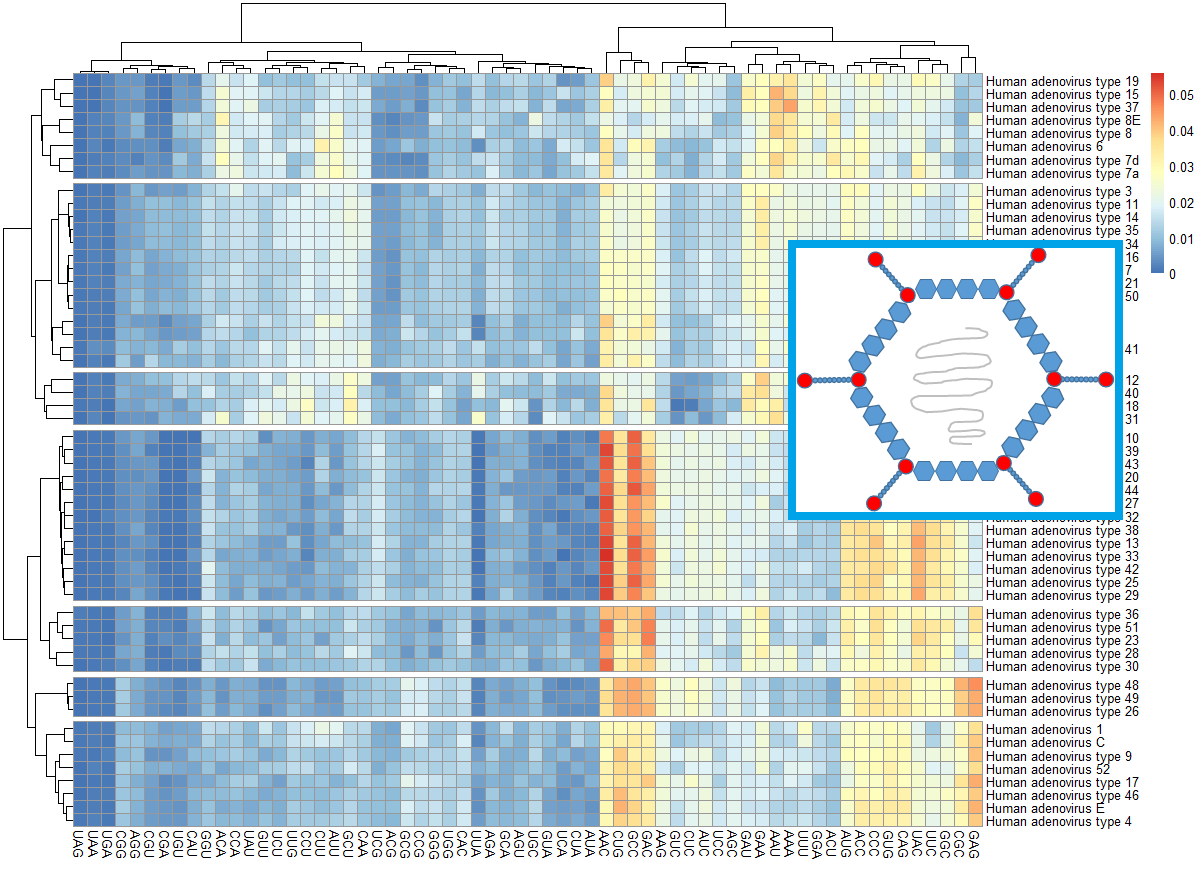 Human adenovirus type 19
Human adenovirus type 15
Human adenovirus type 37
Human adenovirus type 8E
Human adenovirus type 8
Human adenovirus 6
Human adenovirus type 7d
Human adenovirus type 7a
Human adenovirus type 3
Human adenovirus type 11
Human adenovirus type 14
Human adenovirus type 35
34
16
7
21
50
41
12
40
18
31
10
39
43
20
44
27
32
Human adenovirus type 38
Human adenovirus type 13
Human adenovirus type 33
Human adenovirus type 42
Human adenovirus type 25
Human adenovirus type 29
Human adenovirus type 36
Human adenovirus type 51
Human adenovirus type 23
Human adenovirus type 28
Human adenovirus type 30
Human adenovirus type 48
Human adenovirus type 49
Human adenovirus type 26
Human adenovirus 1
Human adenovirus C
Human adenovirus type 9
Human adenovirus 52
Human adenovirus type 17
Human adenovirus type 46
Human adenovirus E
Human adenovirus type 4
0.05
0.04
0.03
0.02
0.01
0
UAG
UAA
UGA
CGG
AGG
CGU
CGA
UGU
CAU
GGU
ACA
CCA
UAU
GUU
UCU
UUG
CCU
CUU
AUU
GCU
CAA
UCG
ACG
GCG
CCG
GGG
UGG
CAC
UUA
AGA
GCA
AGU
UGC
GUA
UCA
CUA
AUA
AAC
CUG
GCC
GAC
AAG
GUC
CUC
AUC
UCC
AGC
GAU
GAA
AAU
AAA
UUU
GGA
ACU
AUG
ACC
CCC
GUG
CAG
UAC
UUC
GGC
CGC
GAG